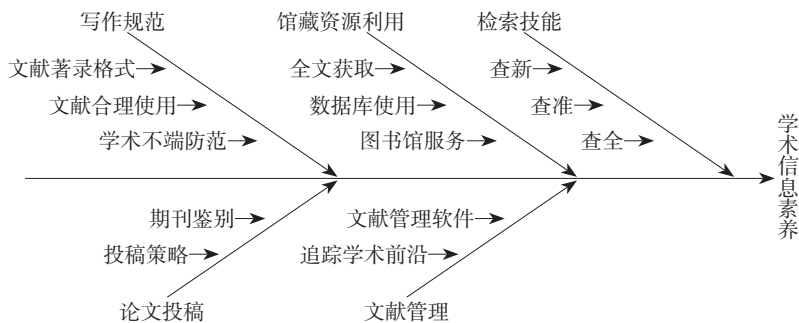 写作规范
馆藏资源利用
检索技能
文献著录格式
全文获取
查新
文献合理使用
数据库使用
查准
学术不端防范
图书馆服务
查全
学术信息素养
期刊鉴别
文献管理软件
投稿策略
追踪学术前沿
论文投稿
文献管理